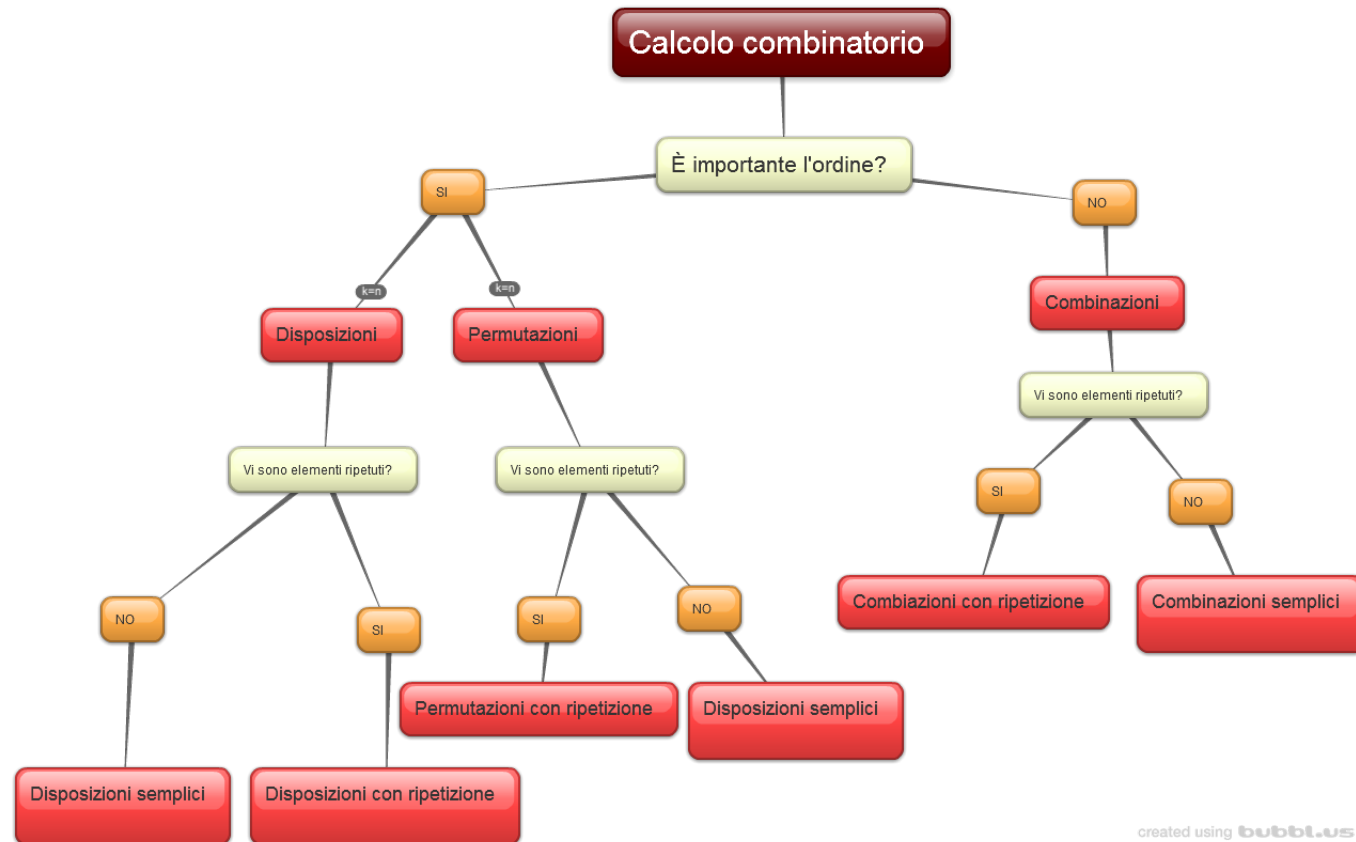 Calcolo combinatorio
È importante l'ordine?
SI
NO
k=n
k=n
Combinazioni
Disposizioni
Permutazioni
Vi sono elementi ripetuti?
Vi sono elementi ripetuti?
Vi sono elementi ripetuti?
SI
NO
Combiazioni con ripetizione
Combinazioni semplici
NO
SI
SI
NO
Permutazioni con ripetizione
Disposizioni semplici
Disposizioni semplici
Disposizioni con ripetizione
created using bubbl.us